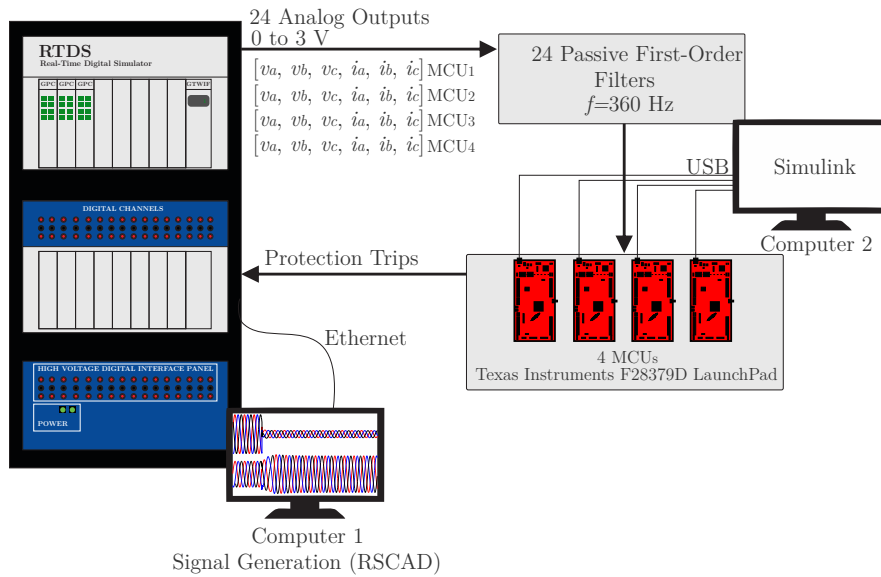 24 Analog Outputs
0 to 3 V
[va, vb, vc, ia, ib, ic] MCU1
[va, vb, vc, ia, ib, ic] MCU2
[va, vb, vc, ia, ib, ic] MCU3
[va, vb, vc, ia, ib, ic] MCU4
RTDS
Real-Time Digital Simulator
GPC GPC GPC GTWIF
24 Passive First-Order
Filters
f=360 Hz
USB
Simulink
Computer 2
DIGITAL CHANNELS
Protection Trips
Ethernet
4 MCUs
Texas Instruments F28379D LaunchPad
HIGH VOLTAGE DIGITAL INTERFACE PANEL
POWER
Computer 1
Signal Generation (RSCAD)